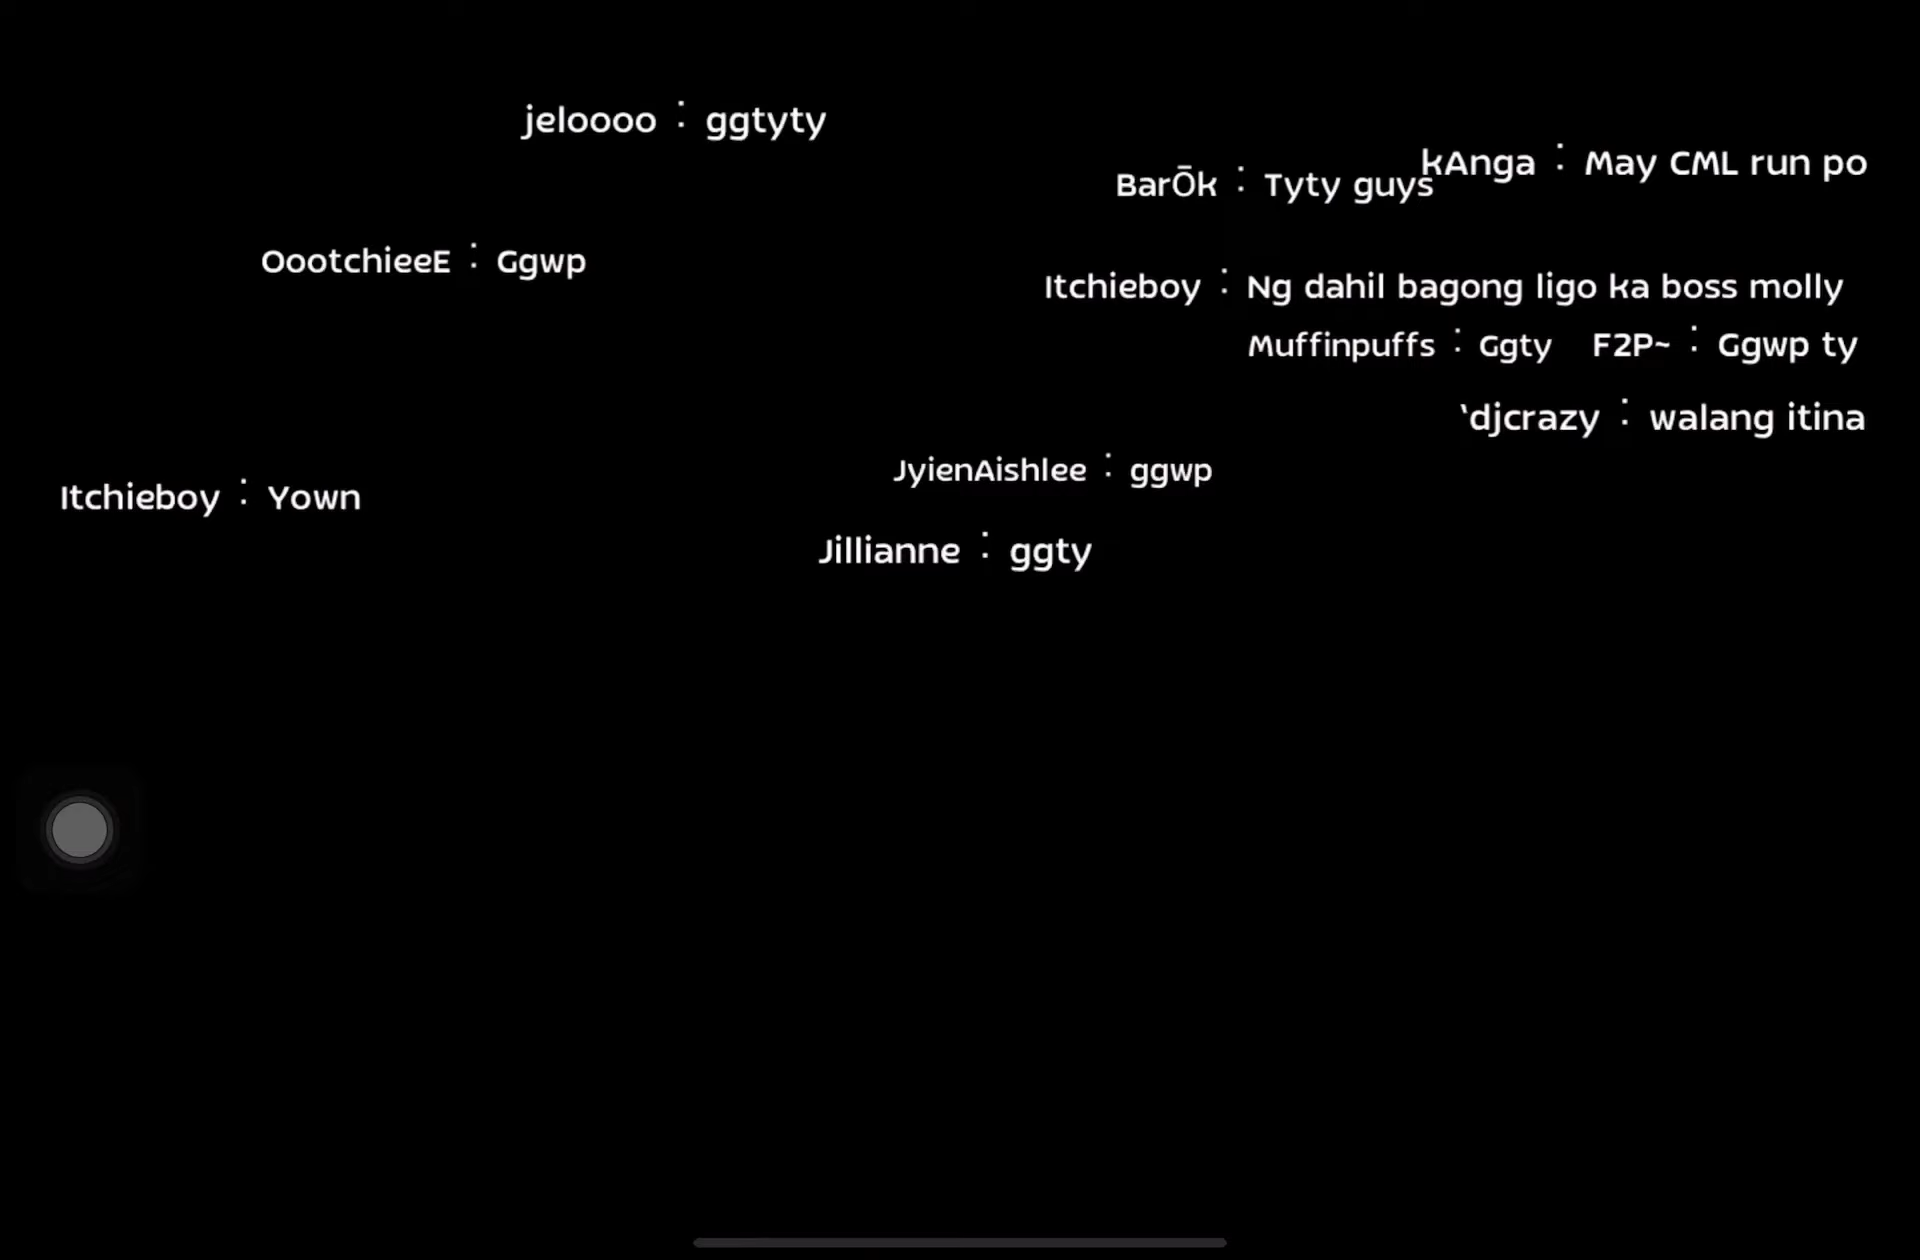 jeloooo : ggtyty
kAnga : May CML run po
BarŌk : Tyty guys
OootchieeE : Ggwp
Itchieboy : Ng dahil bagong ligo ka boss molly
Muffinpuffs : Ggty
F2P~ : Ggwp ty
‵djcrazy : walang itina
JyienAishlee : ggwp
Itchieboy : Yown
Jillianne : ggty